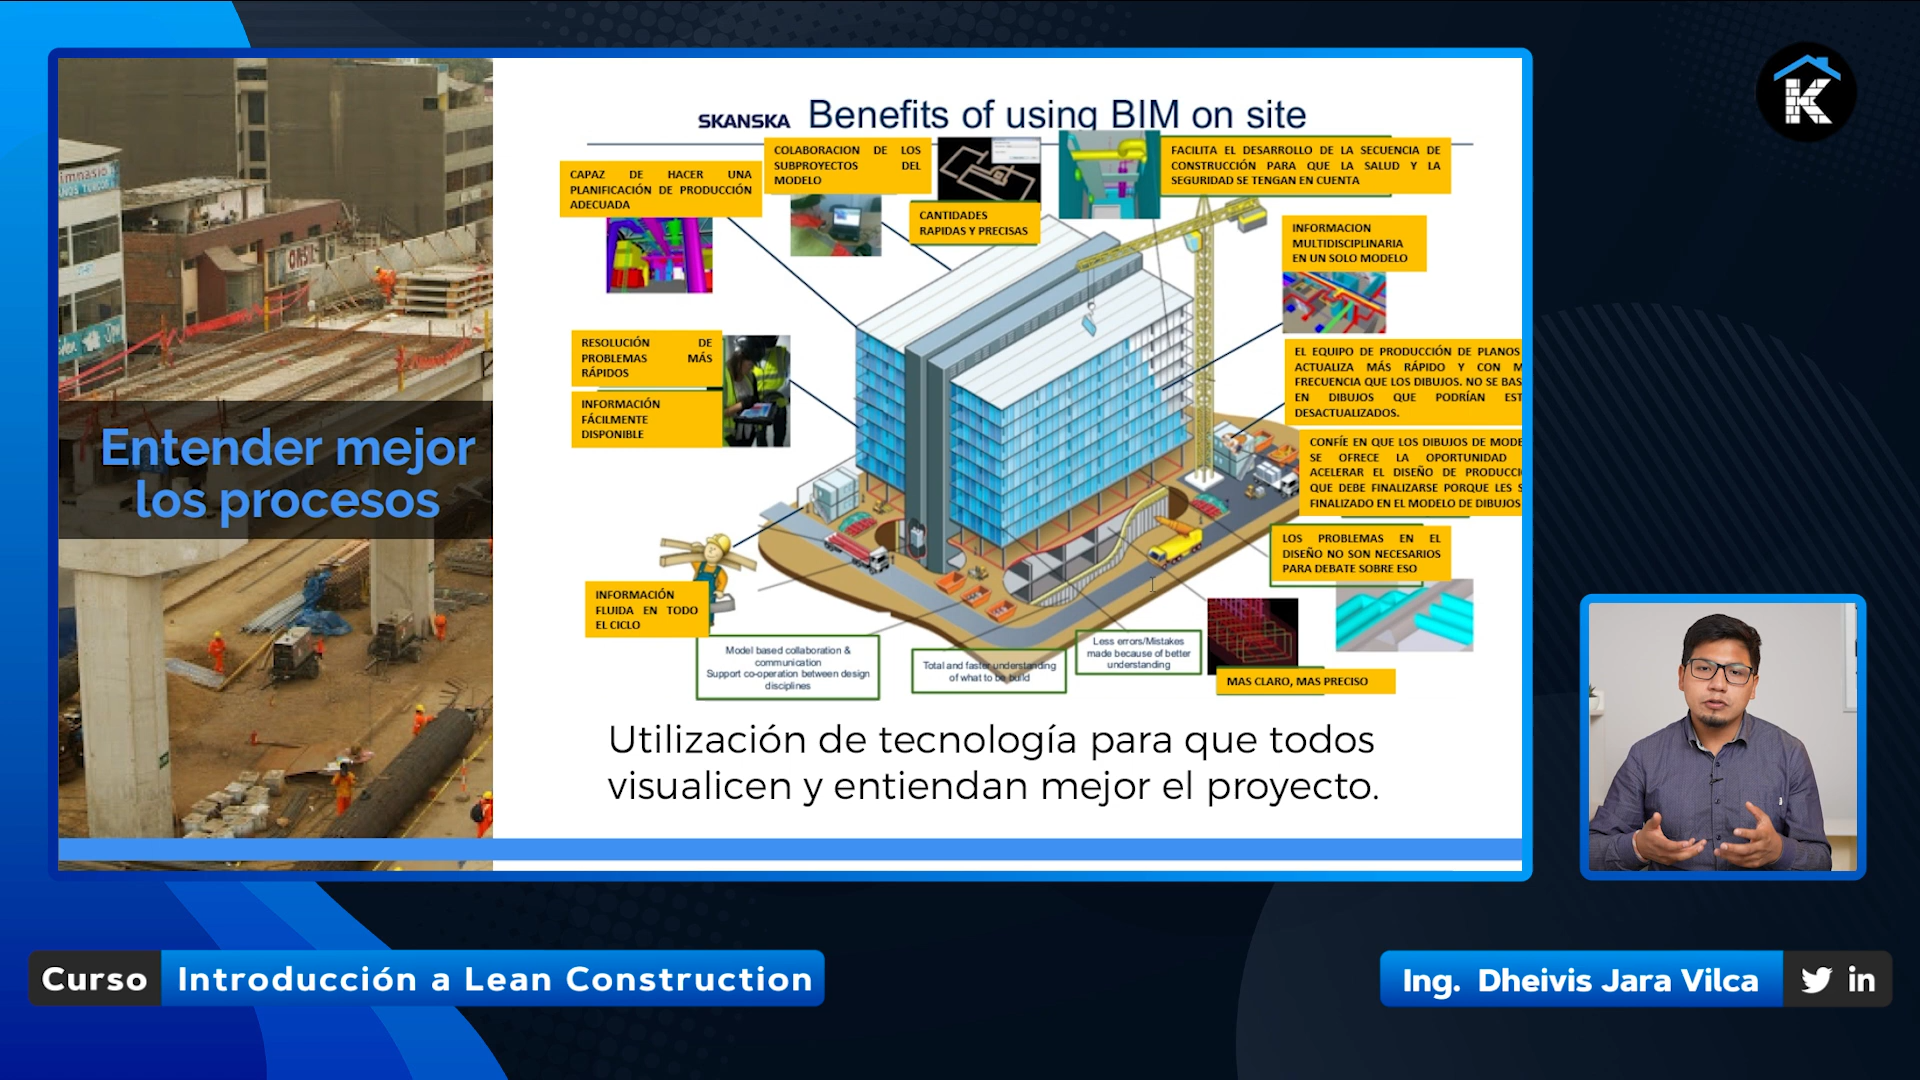 SKANSKA Benefits of using BIM on site
CAPAZ DE HACER UNA
PLANIFICACIÓN DE PRODUCCIÓN
ADECUADA
COLABORACION DE LOS
SUBPROYECTOS DEL
MODELO
CANTIDADES
RAPIDAS Y PRECISAS
FACILITA EL DESARROLLO DE LA SECUENCIA DE
CONSTRUCCIÓN PARA QUE LA SALUD Y LA
SEGURIDAD SE TENGAN EN CUENTA
INFORMACION
MULTIDISCIPLINARIA
EN UN SOLO MODELO
RESOLUCIÓN DE
PROBLEMAS MÁS
RÁPIDOS
INFORMACIÓN
FÁCILMENTE
DISPONIBLE
EL EQUIPO DE PRODUCCIÓN DE PLANOS
ACTUALIZA MÁS RÁPIDO Y CON M
FRECUENCIA QUE LOS DIBUJOS. NO SE BAS
EN DIBUJOS QUE PODRÍAN EST
DESACTUALIZADOS.
CONFÍE EN QUE LOS DIBUJOS DE MODE
SE OFRECE LA OPORTUNIDAD
ACELERAR EL DISEÑO DE PRODUCCI
QUE DEBE FINALIZARSE PORQUE LES S
FINALIZADO EN EL MODELO DE DIBUJOS
LOS PROBLEMAS EN EL
DISEÑO NO SON NECESARIOS
PARA DEBATE SOBRE ESO
INFORMACIÓN
FLUIDA EN TODO
EL CICLO
Model based collaboration &
communication
Support co-operation between design
disciplines
Total and faster understanding
of what to be build
Less errors/Mistakes
made because of better
understanding
MAS CLARO, MAS PRECISO
Entender mejor
los procesos
Utilización de tecnología para que todos
visualicen y entiendan mejor el proyecto.
K
Curso Introducción a Lean Construction
Ing. Dheivis Jara Vilca
in